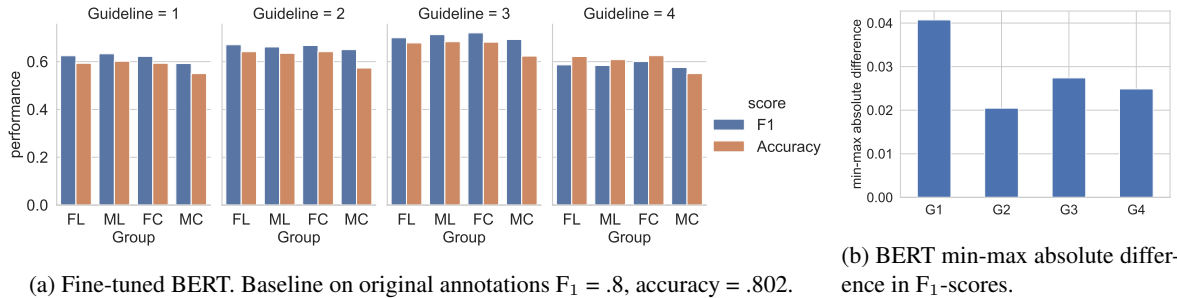 Guideline = 1
Guideline = 2
Guideline = 3
Guideline = 4
performance
0.6
0.4
0.2
0.0
FL ML FC MC
FL ML FC MC
FL ML FC MC
FL ML FC MC
Group
Group
Group
Group
score
F1
Accuracy
(a) Fine-tuned BERT. Baseline on original annotations F₁ = .8, accuracy = .802.
min-max absolute difference
0.04
0.03
0.02
0.01
0.00
G1 G2 G3 G4
(b) BERT min-max absolute differ-
ence in F₁-scores.